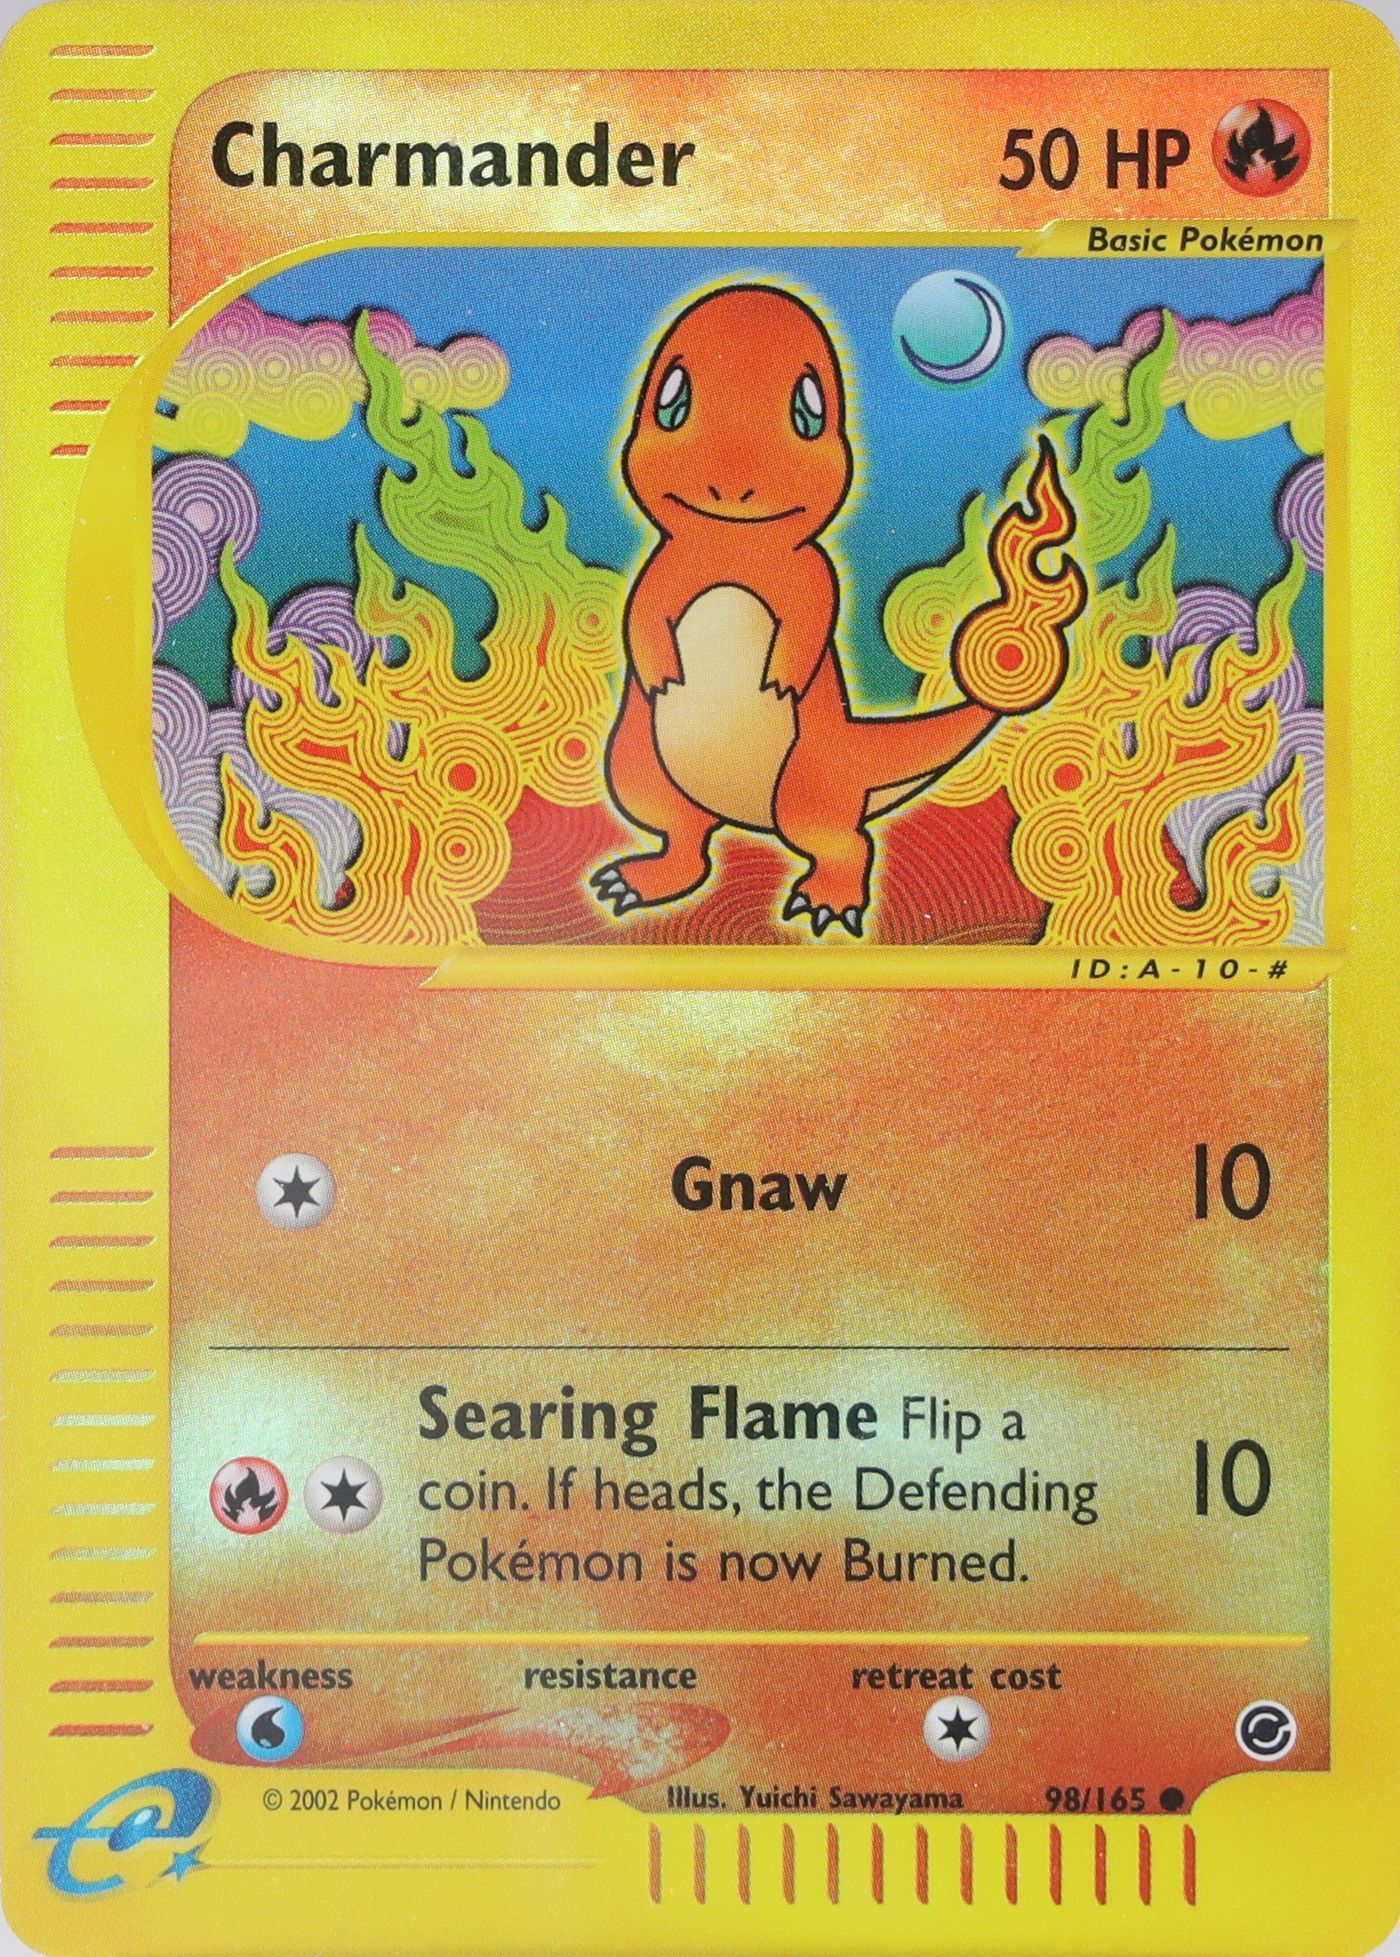 Charmander 50 HP
Basic Pokémon
ID:A-10-#
Gnaw 10
Searing Flame Flip a
coin. If heads, the Defending
Pokémon is now Burned.
10
weakness resistance retreat cost
© 2002 Pokémon / Nintendo Illus. Yuichi Sawayama 98/165
e